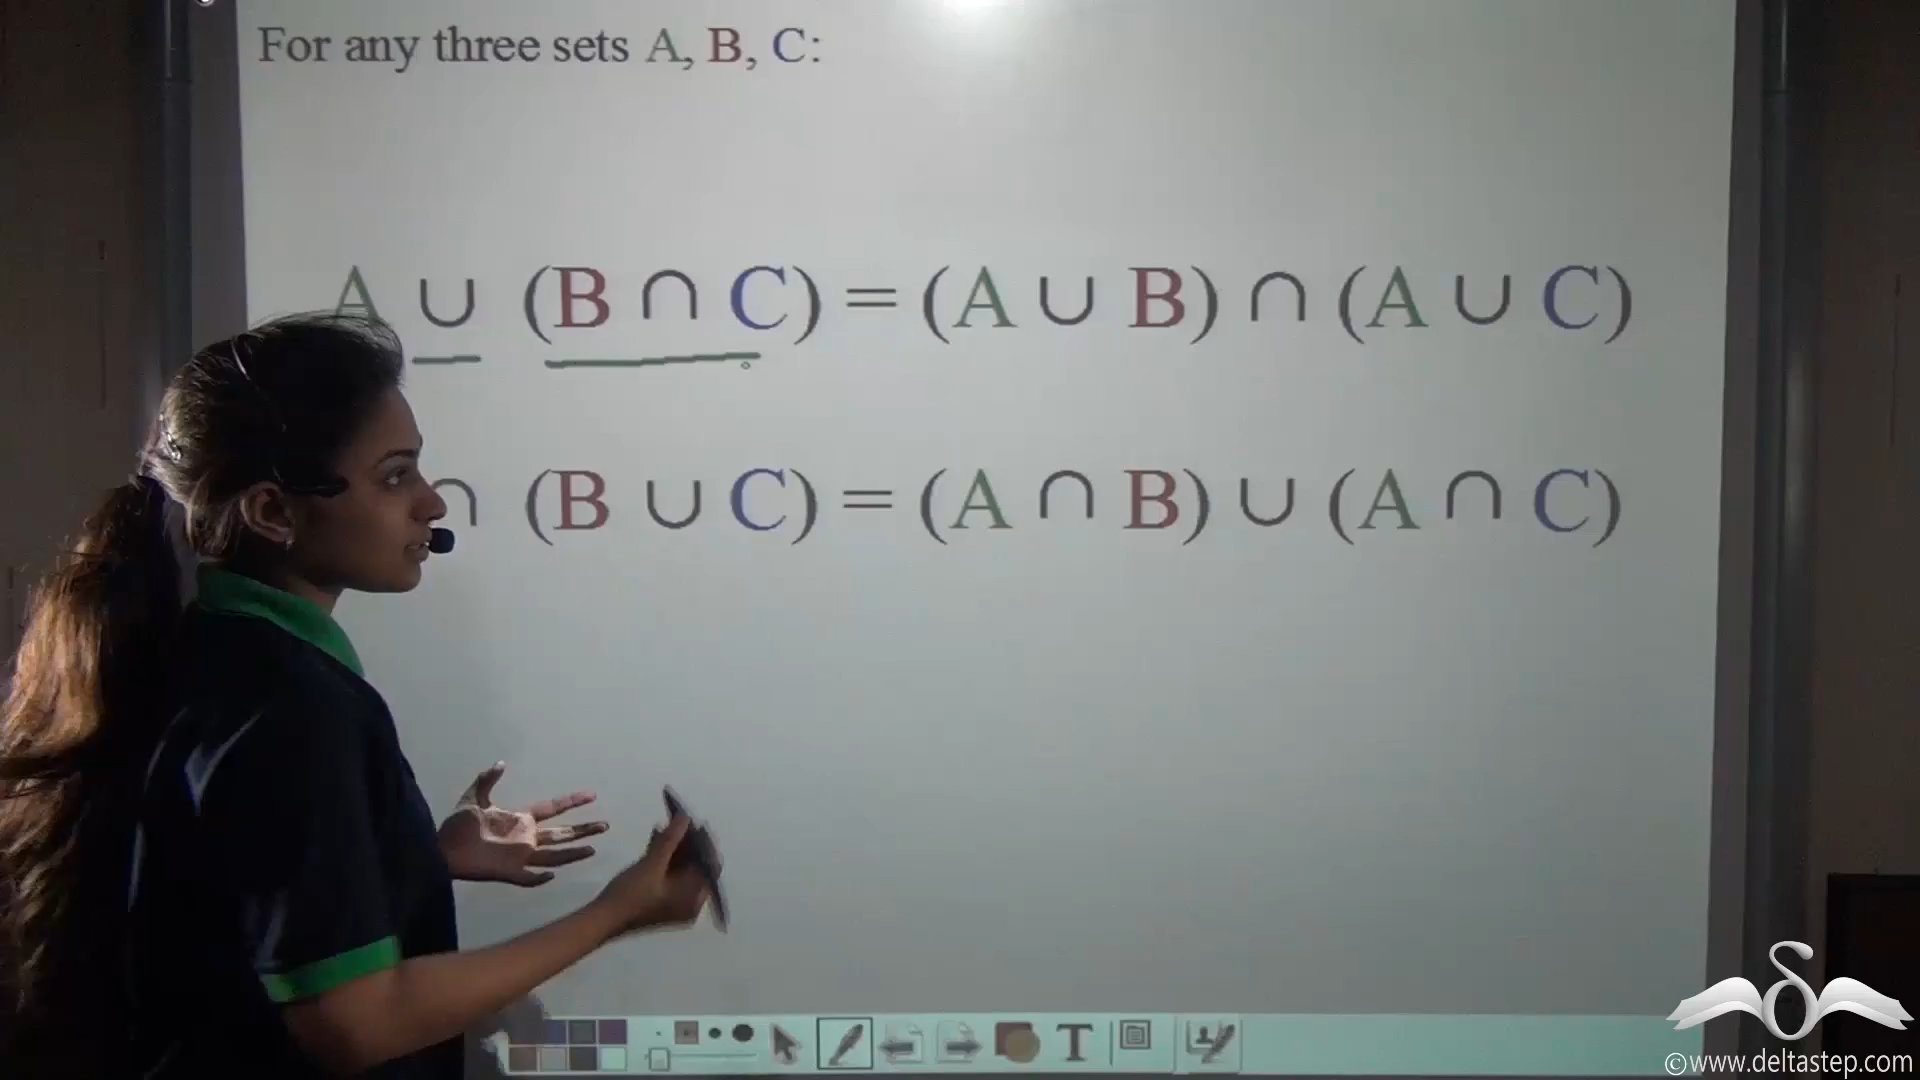 For any three sets A, B, C:
A ∪ (B ∩ C) = (A ∪ B) ∩ (A ∪ C)
∩ (B ∪ C) = (A ∩ B) ∪ (A ∩ C)
T
©www.deltastep.com